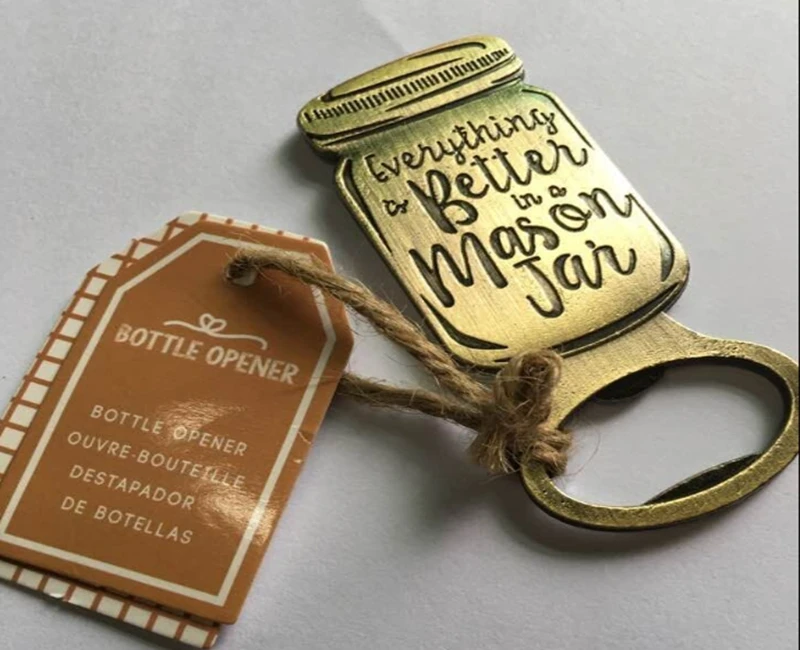 Everything
is Better
in a
Mason
Jar
BOTTLE OPENER
BOTTLE OPENER
OUVRE-BOUTEILLE
DESTAPADOR
DE BOTELLAS